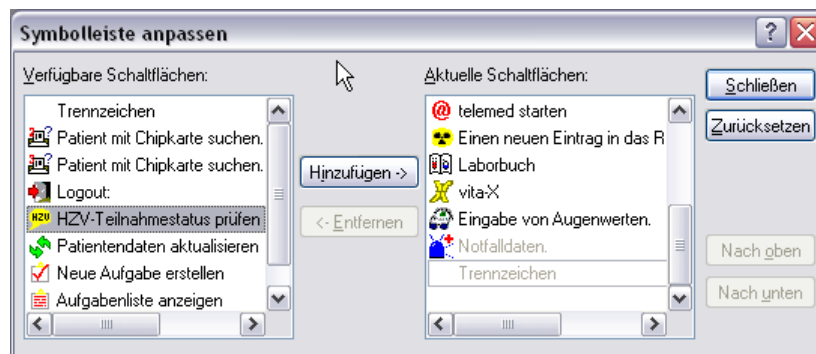 Symbolleiste anpassen
Verfügbare Schaltflächen:
Trennzeichen
Patient mit Chipkarte suchen.
Patient mit Chipkarte suchen.
Logout:
HZV HZV-Teilnahmestatus prüfen
Patientendaten aktualisieren
Neue Aufgabe erstellen
Aufgabenliste anzeigen
Hinzufügen ->
<- Entfernen
Aktuelle Schaltflächen:
telemed starten
Einen neuen Eintrag in das R
Laborbuch
vita-X
Eingabe von Augenwerten.
Notfalldaten.
Trennzeichen
Schließen
Zurücksetzen
Nach oben
Nach unten